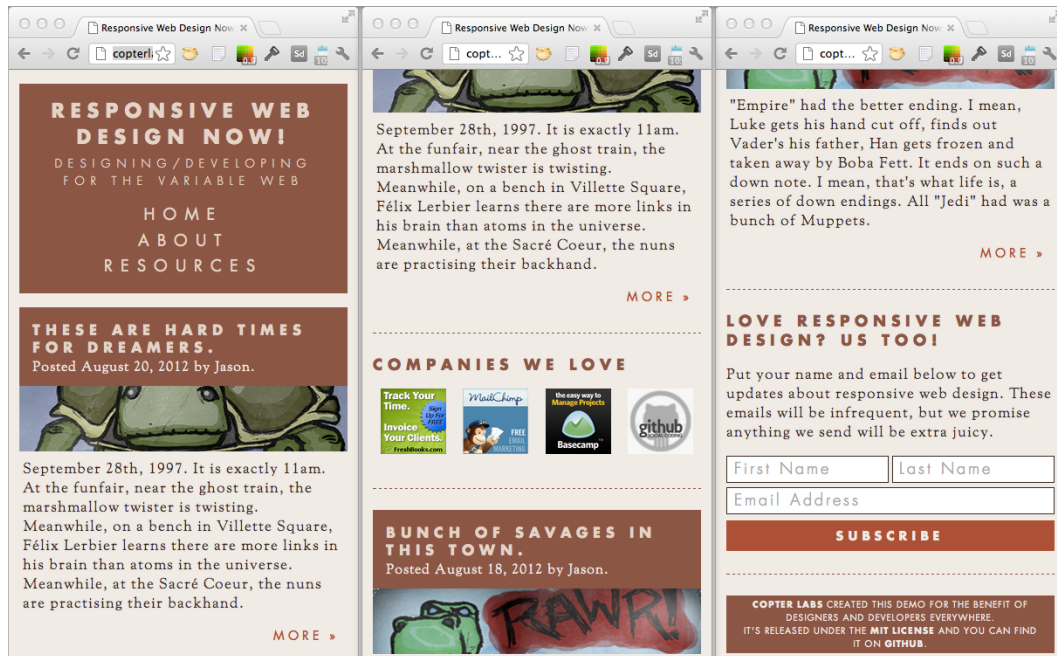 Responsive Web Design Now
copterl
RESPONSIVE WEB
DESIGN NOW!
DESIGNING/DEVELOPING
FOR THE VARIABLE WEB
HOME
ABOUT
RESOURCES
THESE ARE HARD TIMES
FOR DREAMERS.
Posted August 20, 2012 by Jason.
September 28th, 1997. It is exactly 11am.
At the funfair, near the ghost train, the
marshmallow twister is twisting.
Meanwhile, on a bench in Villette Square,
Félix Lerbier learns there are more links in
his brain than atoms in the universe.
Meanwhile, at the Sacré Coeur, the nuns
are practising their backhand.
MORE »
Responsive Web Design Now
copt...
September 28th, 1997. It is exactly 11am.
At the funfair, near the ghost train, the
marshmallow twister is twisting.
Meanwhile, on a bench in Villette Square,
Félix Lerbier learns there are more links in
his brain than atoms in the universe.
Meanwhile, at the Sacré Coeur, the nuns
are practising their backhand.
MORE »
COMPANIES WE LOVE
Track Your
Time.
Sign
Up For
FREE
Invoice
Your Clients.
FreshBooks.com
MailChimp
FREE
EMAIL
MARKETING
the easy way to
Manage Projects
Basecamp
github
SOCIAL CODING
BUNCH OF SAVAGES IN
THIS TOWN.
Posted August 18, 2012 by Jason.
RAWR!
Responsive Web Design Now
copt...
"Empire" had the better ending. I mean,
Luke gets his hand cut off, finds out
Vader's his father, Han gets frozen and
taken away by Boba Fett. It ends on such a
down note. I mean, that's what life is, a
series of down endings. All "Jedi" had was a
bunch of Muppets.
MORE »
LOVE RESPONSIVE WEB
DESIGN? US TOO!
Put your name and email below to get
updates about responsive web design. These
emails will be infrequent, but we promise
anything we send will be extra juicy.
First Name Last Name
Email Address
SUBSCRIBE
COPTER LABS CREATED THIS DEMO FOR THE BENEFIT OF
DESIGNERS AND DEVELOPERS EVERYWHERE.
IT'S RELEASED UNDER THE MIT LICENSE AND YOU CAN FIND
IT ON GITHUB.